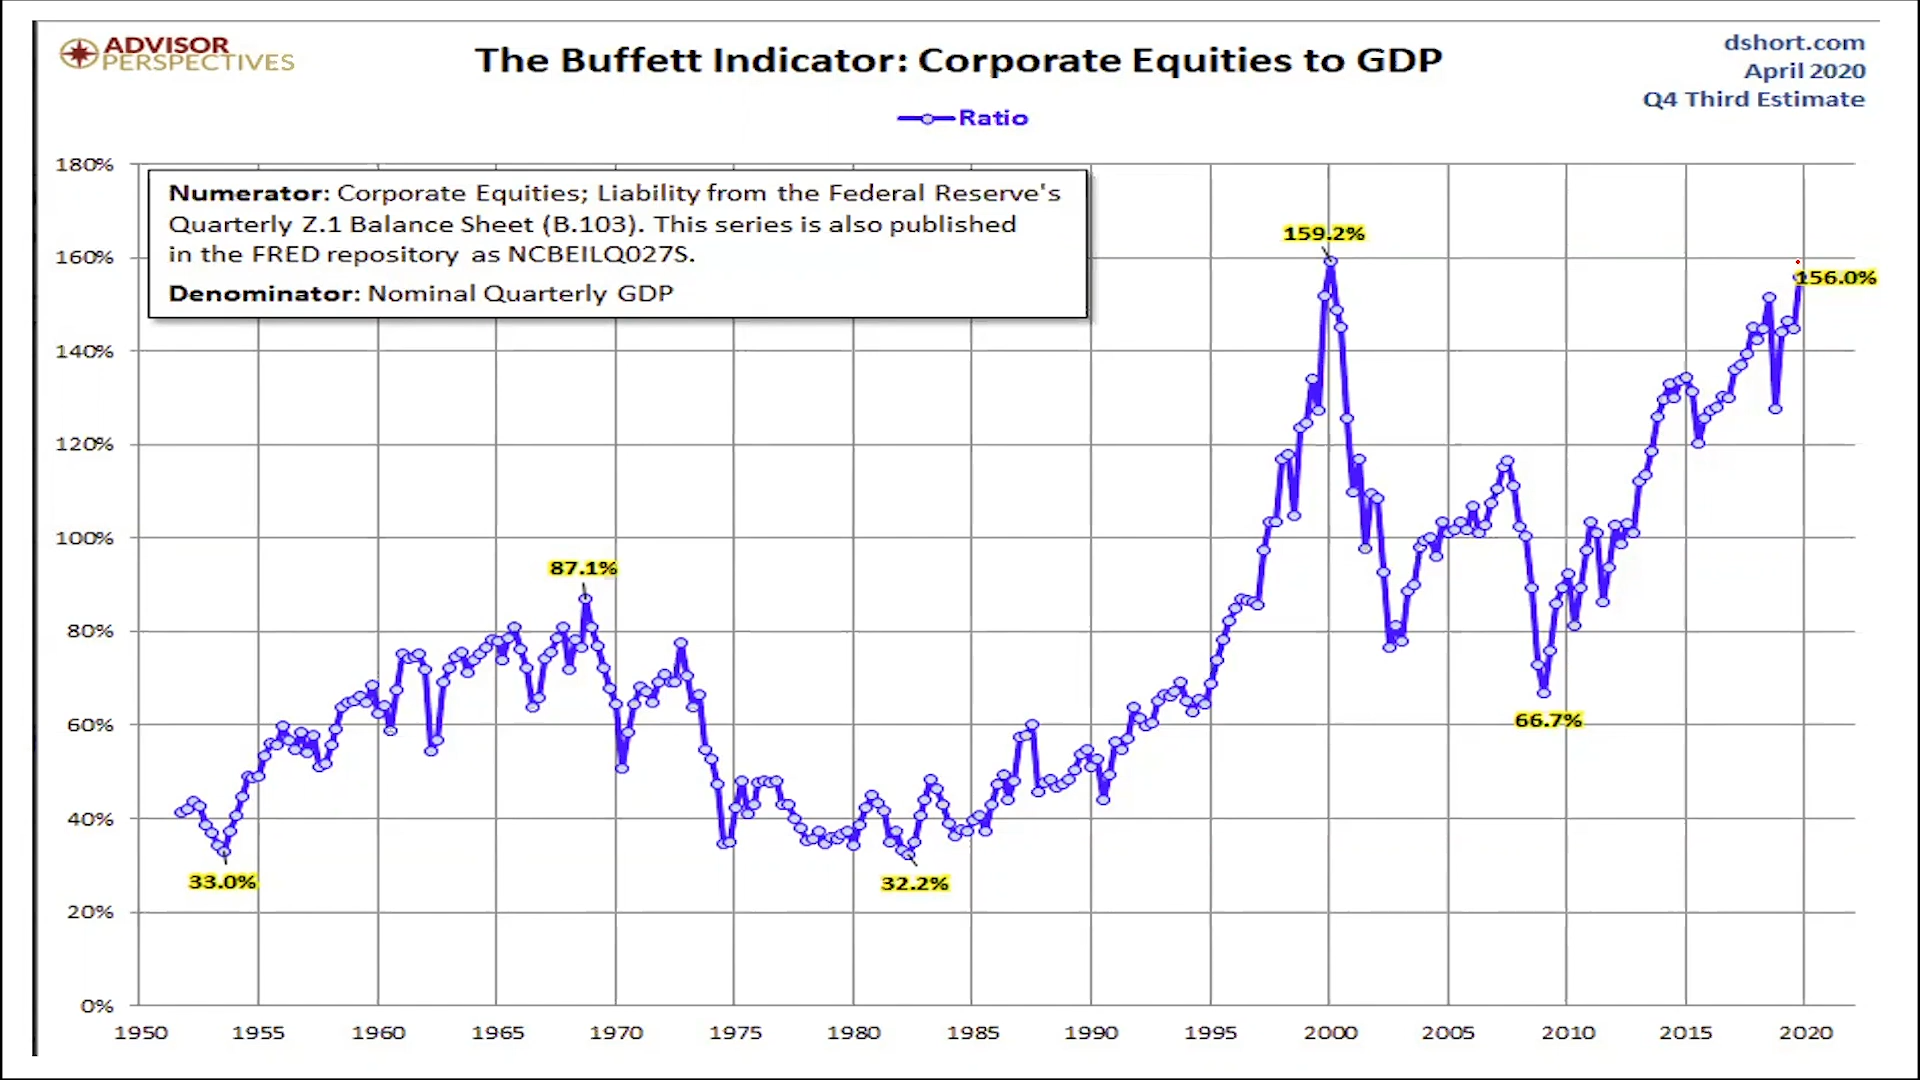 ADVISOR
PERSPECTIVES
The Buffett Indicator: Corporate Equities to GDP
dshort.com
April 2020
Q4 Third Estimate
Ratio
180%
160%
140%
120%
100%
80%
60%
40%
20%
0%
Numerator: Corporate Equities; Liability from the Federal Reserve's
Quarterly Z.1 Balance Sheet (B.103). This series is also published
in the FRED repository as NCBEILQ027S.
Denominator: Nominal Quarterly GDP
159.2%
156.0%
87.1%
66.7%
33.0%
32.2%
1950 1955 1960 1965 1970 1975 1980 1985 1990 1995 2000 2005 2010 2015 2020